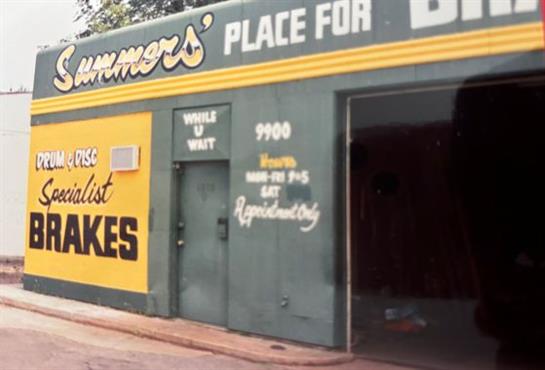 Summers' PLACE FOR
WHILE
U
WAIT
9900
Hours
MON-FRI 9-5
SAT
Appointment Only
DRUM & DISC
Specialist
BRAKES